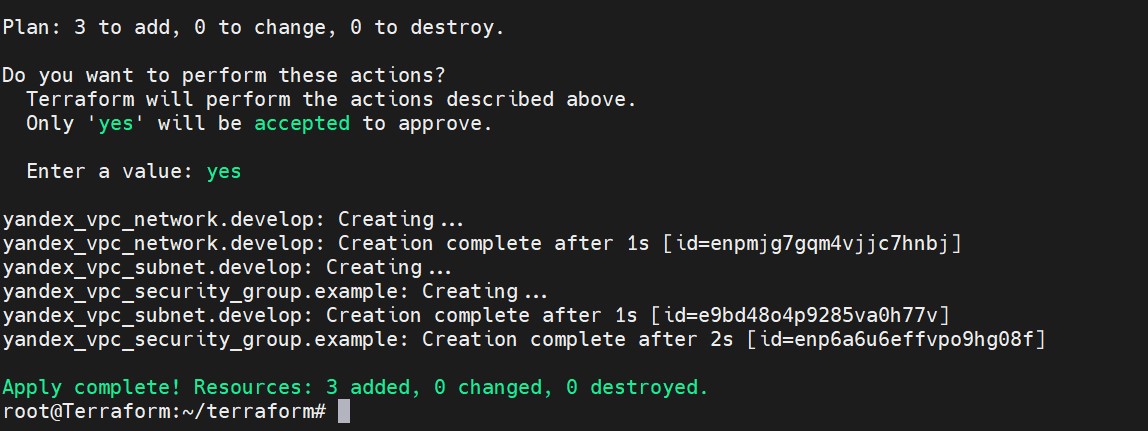 Plan: 3 to add, 0 to change, 0 to destroy.
Do you want to perform these actions?
Terraform will perform the actions described above.
Only 'yes' will be accepted to approve.
Enter a value: yes
yandex_vpc_network.develop: Creating...
yandex_vpc_network.develop: Creation complete after 1s [id=enpmjg7gqm4vjjc7hnbj]
yandex_vpc_subnet.develop: Creating...
yandex_vpc_security_group.example: Creating...
yandex_vpc_subnet.develop: Creation complete after 1s [id=e9bd48o4p9285va0h77v]
yandex_vpc_security_group.example: Creation complete after 2s [id=enp6a6u6effvpo9hg08f]
Apply complete! Resources: 3 added, 0 changed, 0 destroyed.
root@Terraform:~/terraform#